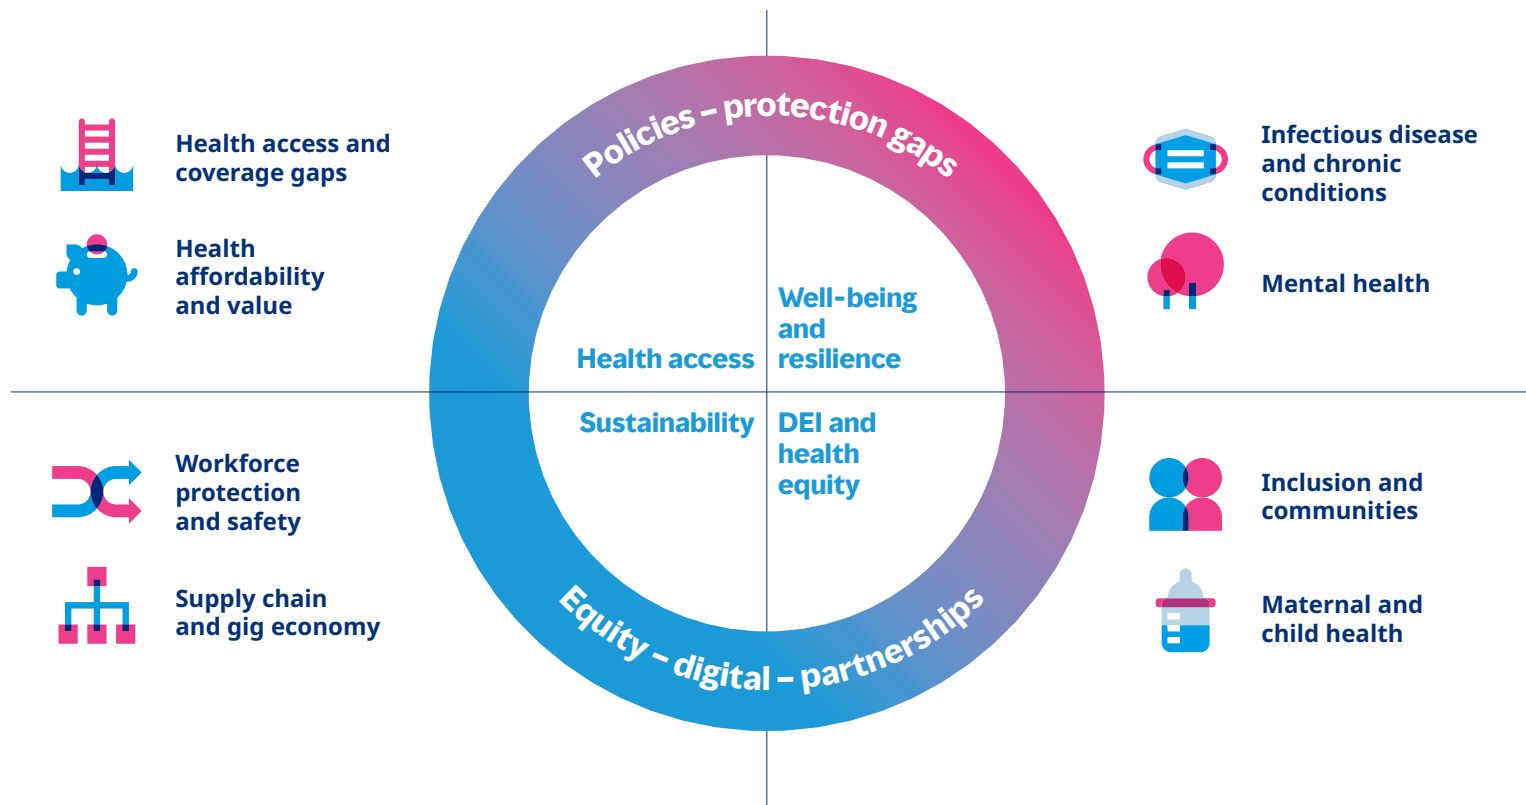 Policies – protection gaps
Health access and
coverage gaps
Health
affordability
and value
Infectious disease
and chronic
conditions
Mental health
Health access
Well-being
and
resilience
Sustainability
DEI and
health
equity
Workforce
protection
and safety
Supply chain
and gig economy
Inclusion and
communities
Maternal and
child health
Equity – digital – partnerships